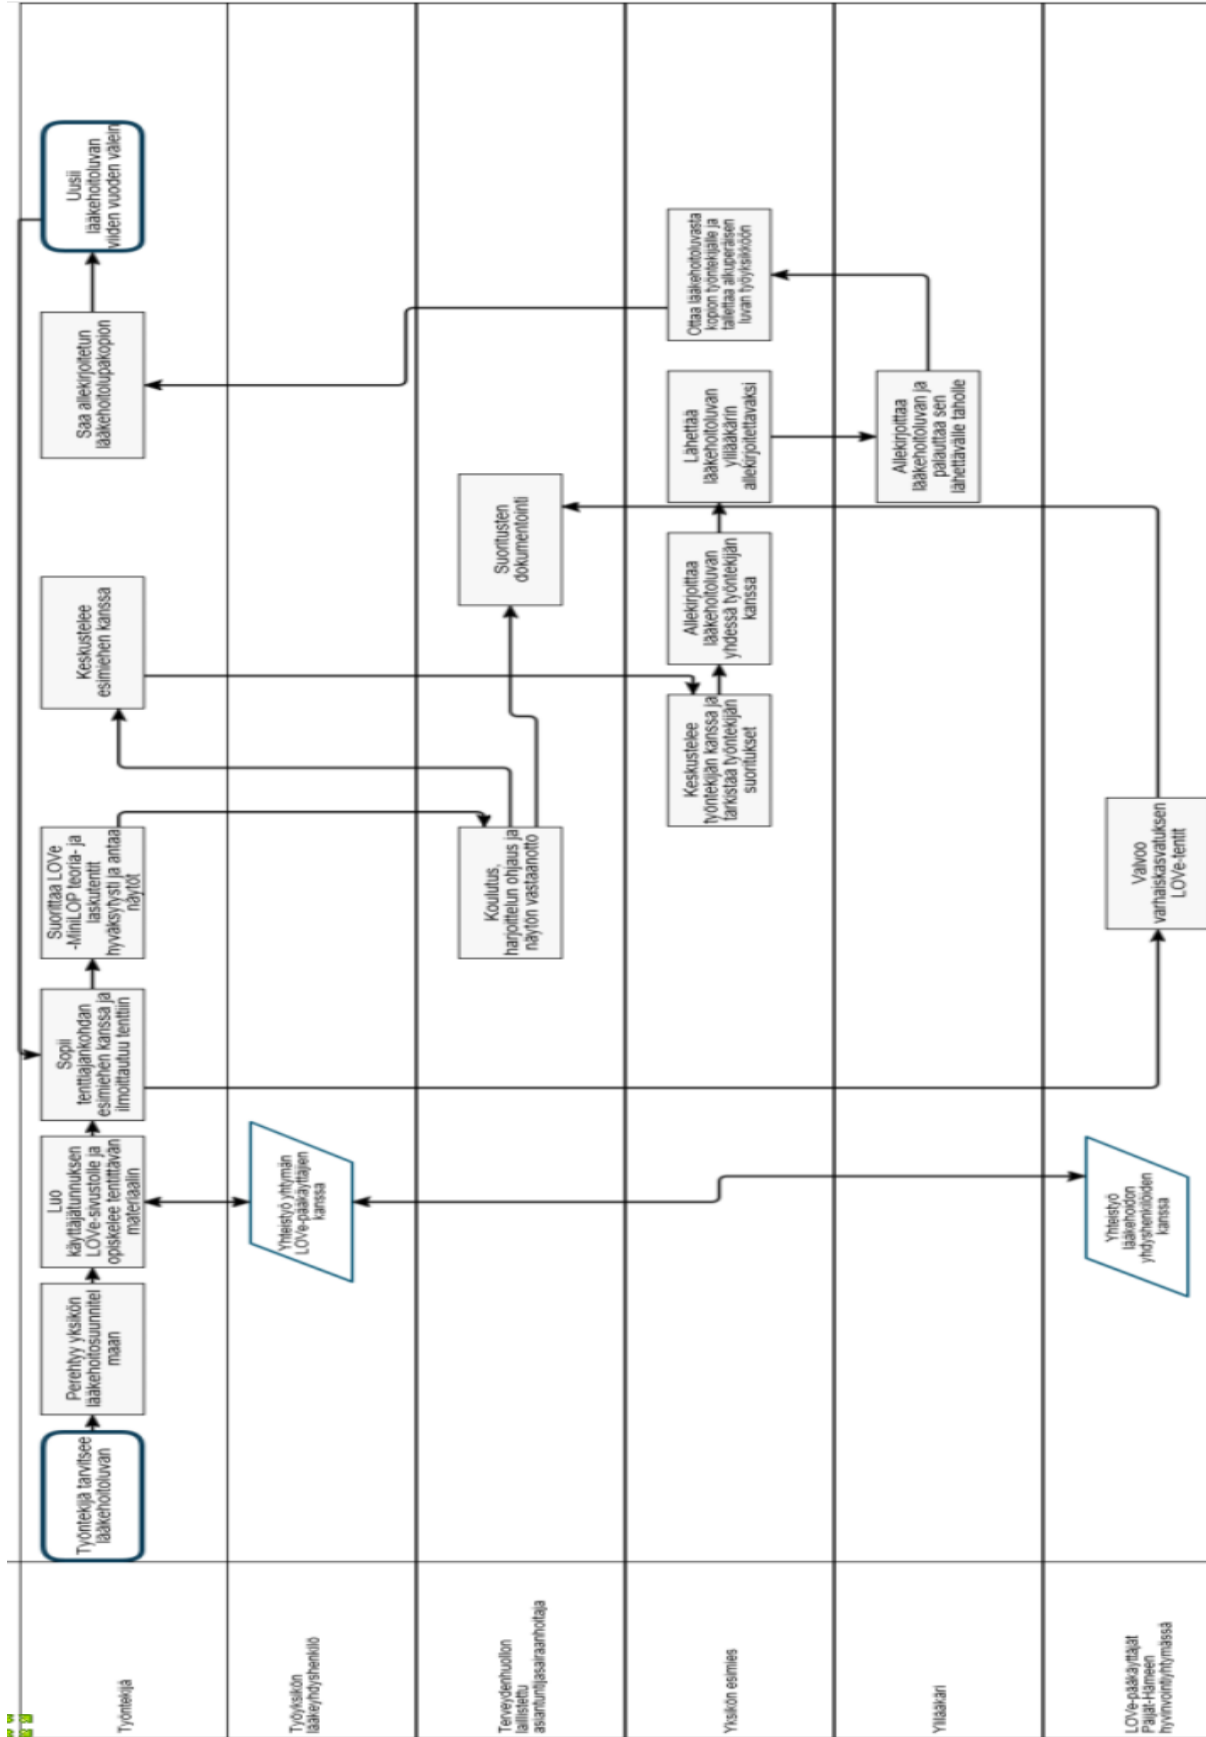 Työntekijä
Työntekijä tarvitsee
lääkehoitoluvan
Perehtyy yksikön
lääkehoitosuunnitel
maan
Luo
käyttäjätunnuksen
LOVe-sivustolle ja
opiskelee tentittävän
materiaalin
Sopii
tenttiajankohdan
esimiehen kanssa ja
ilmoittautuu tenttiin
Suorittaa LOVe
-MiniLOP teoria- ja
laskutentit
hyväksytysti ja antaa
näytöt
Keskustelee
esimiehen kanssa
Saa allekirjoitetun
lääkehoitolupakopion
Uusii
lääkehoitoluvan
viiden vuoden välein
Työyksikön
lääkeyhdyshenkilö
Yhteistyö yhtymän
LOVe-pääkäyttäjien
kanssa
Terveydenhuollon
laillistettu
asiantuntijasairaanhoitaja
Koulutus,
harjoittelun ohjaus ja
näytön vastaanotto
Suoritusten
dokumentointi
Yksikön esimies
Keskustelee
työntekijän kanssa ja
tarkistaa työntekijän
suoritukset
Allekirjoittaa
lääkehoitoluvan
yhdessä työntekijän
kanssa
Lähettää
lääkehoitoluvan
ylilääkärin
allekirjoitettavaksi
Ottaa lääkehoitoluvasta
kopion työntekijälle ja
tallettaa alkuperäisen
luvan työyksikköön
Ylilääkäri
Allekirjoittaa
lääkehoitoluvan ja
palauttaa sen
lähettävälle taholle
LOVe-pääkäyttäjät
Päijät-Hämeen
hyvinvointiyhtymässä
Yhteistyö
lääkehoidon
yhdyshenkilöiden
kanssa
Valvoo
varhaiskasvatuksen
LOVe-tentit